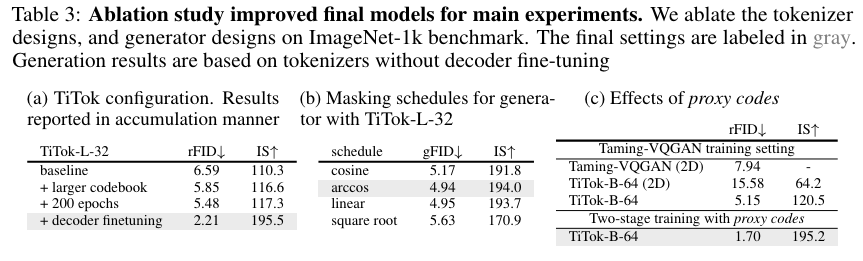 Table 3: Ablation study improved final models for main experiments. We ablate the tokenizer
designs, and generator designs on ImageNet-1k benchmark. The final settings are labeled in gray.
Generation results are based on tokenizers without decoder fine-tuning
(a) TiTok configuration. Results
reported in accumulation manner
TiTok-L-32 rFID↓ IS↑
baseline 6.59 110.3
+ larger codebook 5.85 116.6
+ 200 epochs 5.48 117.3
+ decoder finetuning 2.21 195.5
(b) Masking schedules for genera-
tor with TiTok-L-32
schedule gFID↓ IS↑
cosine 5.17 191.8
arccos 4.94 194.0
linear 4.95 193.7
square root 5.63 170.9
(c) Effects of proxy codes
rFID↓ IS↑
Taming-VQGAN training setting
Taming-VQGAN (2D) 7.94 -
TiTok-B-64 (2D) 15.58 64.2
TiTok-B-64 5.15 120.5
Two-stage training with proxy codes
TiTok-B-64 1.70 195.2